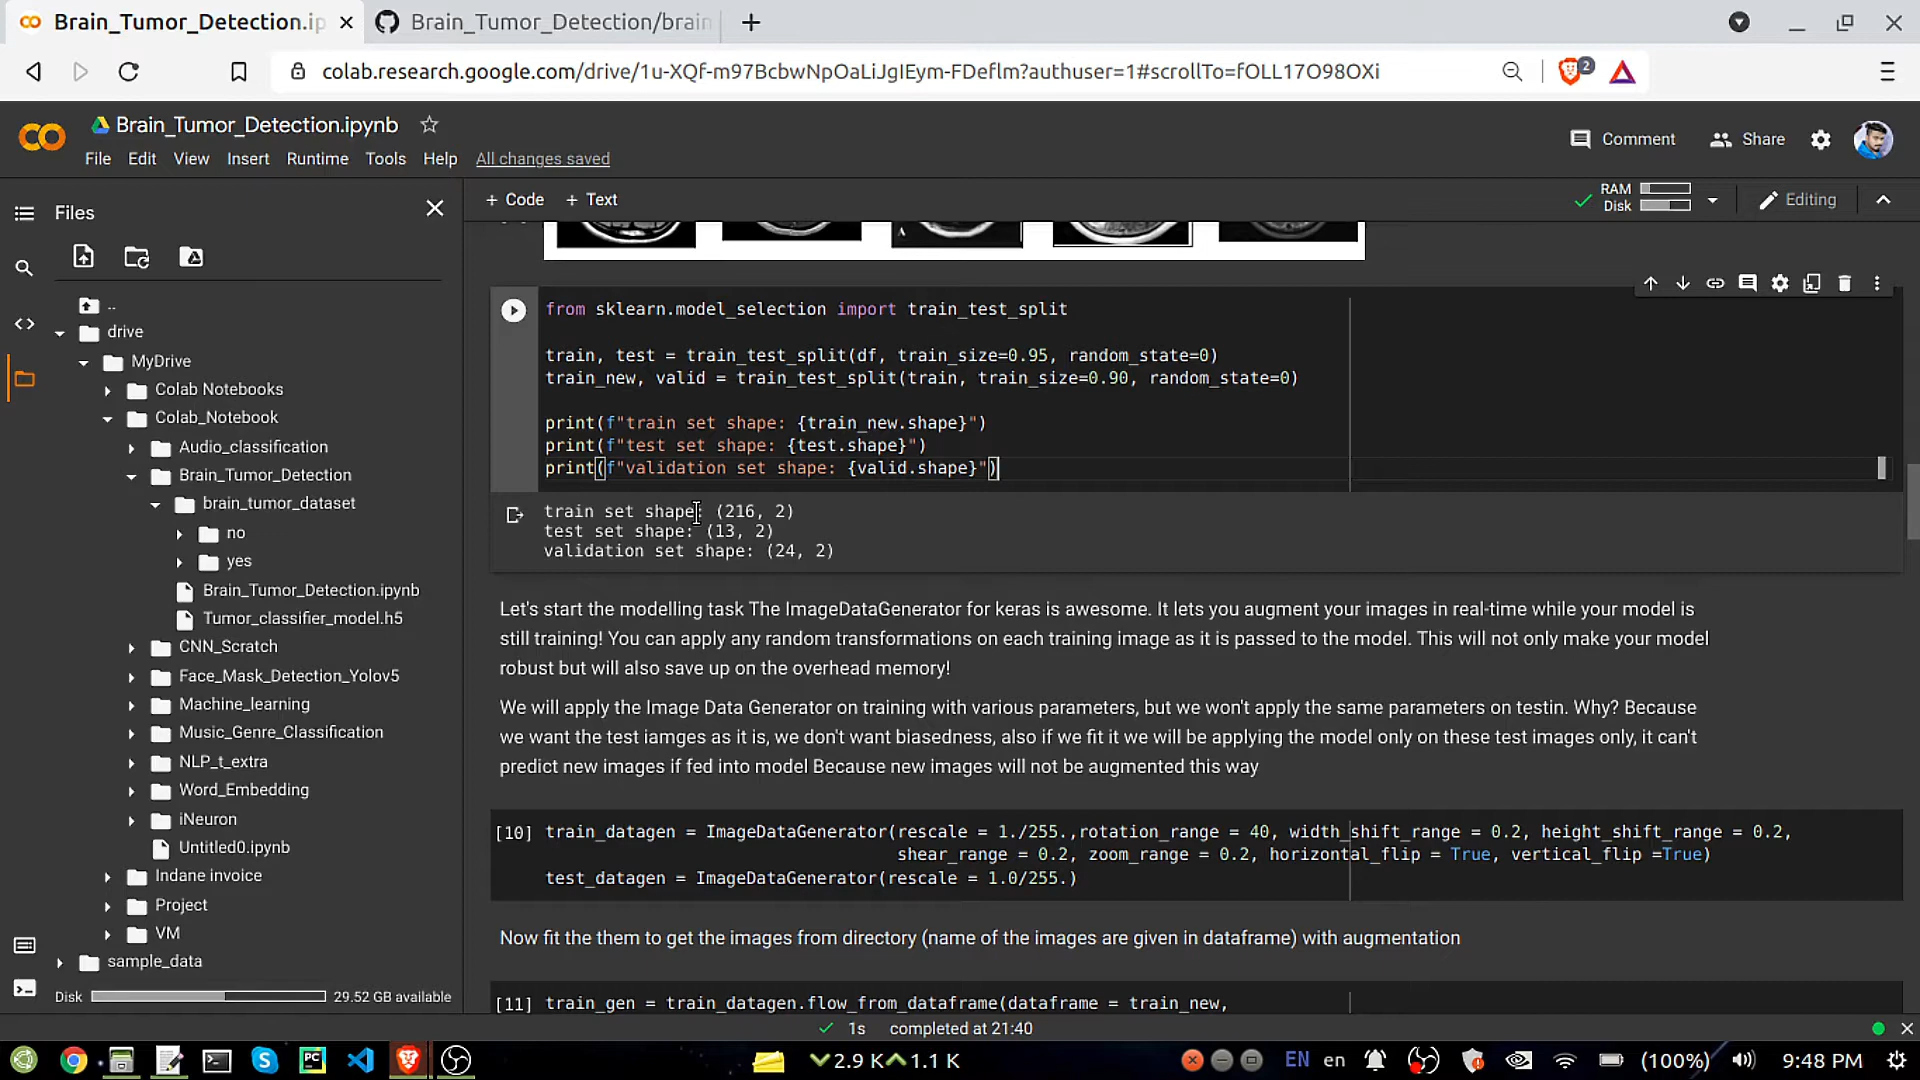 Brain_Tumor_Detection.ip
Brain_Tumor_Detection/brain
colab.research.google.com/drive/1u-XQf-m97BcbwNpOaLiJgIEym-FDeflm?authuser=1#scrollTo=fOLL17O98OXi
2
Brain_Tumor_Detection.ipynb
File Edit View Insert Runtime Tools Help All changes saved
Comment
Share
Files
+ Code + Text
RAM
Disk
Editing
..
drive
MyDrive
Colab Notebooks
Colab_Notebook
Audio_classification
Brain_Tumor_Detection
brain_tumor_dataset
no
yes
Brain_Tumor_Detection.ipynb
Tumor_classifier_model.h5
CNN_Scratch
Face_Mask_Detection_Yolov5
Machine_learning
Music_Genre_Classification
NLP_t_extra
Word_Embedding
iNeuron
Untitled0.ipynb
Indane invoice
Project
VM
sample_data
Disk 29.52 GB available
A
from sklearn.model_selection import train_test_split
train, test = train_test_split(df, train_size=0.95, random_state=0)
train_new, valid = train_test_split(train, train_size=0.90, random_state=0)
print(f"train set shape: {train_new.shape}")
print(f"test set shape: {test.shape}")
print(f"validation set shape: {valid.shape}")
train set shape: (216, 2)
test set shape: (13, 2)
validation set shape: (24, 2)
Let's start the modelling task The ImageDataGenerator for keras is awesome. It lets you augment your images in real-time while your model is
still training! You can apply any random transformations on each training image as it is passed to the model. This will not only make your model
robust but will also save up on the overhead memory!
We will apply the Image Data Generator on training with various parameters, but we won't apply the same parameters on testin. Why? Because
we want the test iamges as it is, we don't want biasedness, also if we fit it we will be applying the model only on these test images only, it can't
predict new images if fed into model Because new images will not be augmented this way
[10] train_datagen = ImageDataGenerator(rescale = 1./255.,rotation_range = 40, width_shift_range = 0.2, height_shift_range = 0.2,
shear_range = 0.2, zoom_range = 0.2, horizontal_flip = True, vertical_flip =True)
test_datagen = ImageDataGenerator(rescale = 1.0/255.)
Now fit the them to get the images from directory (name of the images are given in dataframe) with augmentation
[11] train_gen = train_datagen.flow_from_dataframe(dataframe = train_new,
1s completed at 21:40
PC
2.9 K 1.1 K
EN en
(100%)
9:48 PM